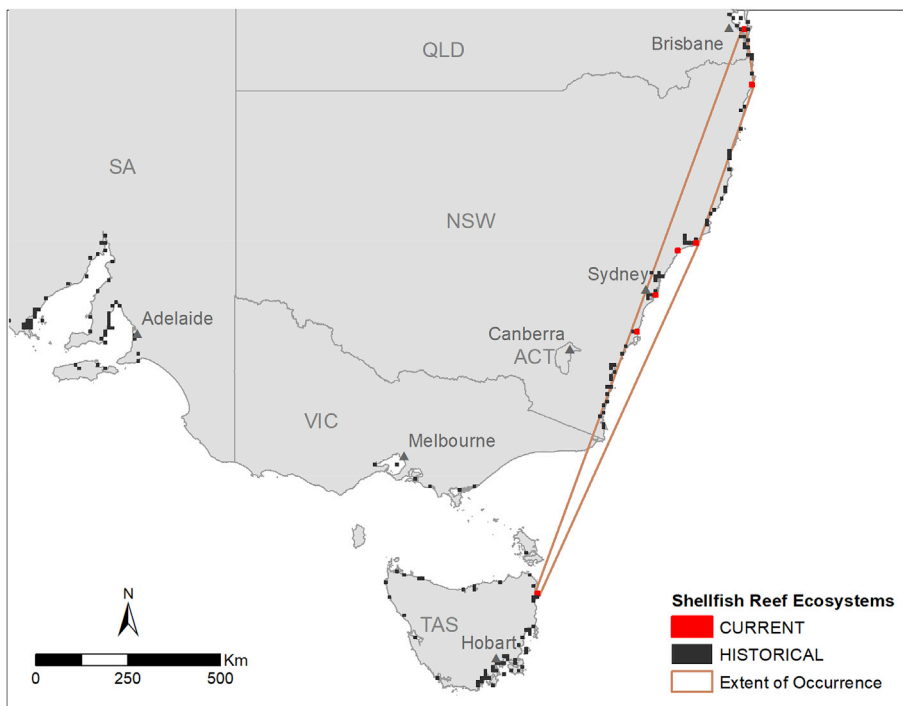 QLD
Brisbane
SA
NSW
Sydney
Adelaide
Canberra
ACT
VIC
Melbourne
N
TAS
Hobart
Km
0 250 500
Shellfish Reef Ecosystems
CURRENT
HISTORICAL
Extent of Occurrence